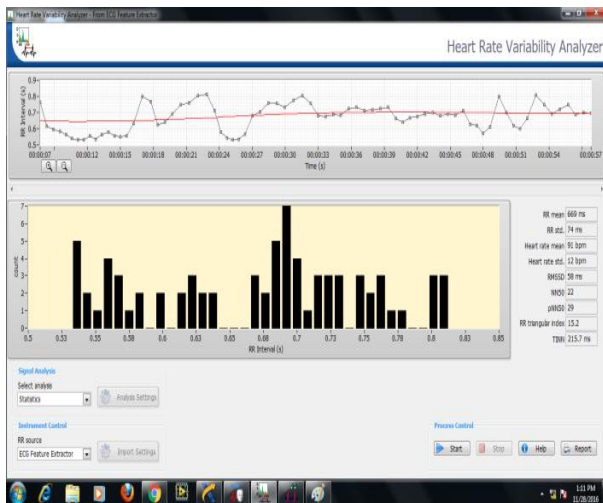 Heart Rate Variability Analyzer - From ECG Feature Extractor
Heart Rate Variability Analyzer
RR Interval (s)
0.9
0.8
0.7
0.6
0.5
00:00:07 00:00:12 00:00:15 00:00:18 00:00:21 00:00:24 00:00:27 00:00:30 00:00:33 00:00:36 00:00:39 00:00:42 00:00:45 00:00:48 00:00:51 00:00:54 00:00:57
Time (s)
count
7
6
5
4
3
2
1
0
0.5 0.53 0.55 0.58 0.6 0.63 0.65 0.68 0.7 0.73 0.75 0.78 0.8 0.83 0.85
RR Interval (s)
RR mean 669 ms
RR std. 74 ms
Heart rate mean 91 bpm
Heart rate std. 12 bpm
RMSSD 58 ms
NN50 22
pNN50 29
RR triangular index 15.2
TINN 215.7 ms
Signal Analysis
Select analysis
Statistics Analysis Settings
Instrument Control
RR source
ECG Feature Extractor Import Settings
Process Control
Start Stop Help Report
1:11 PM
11/28/2016